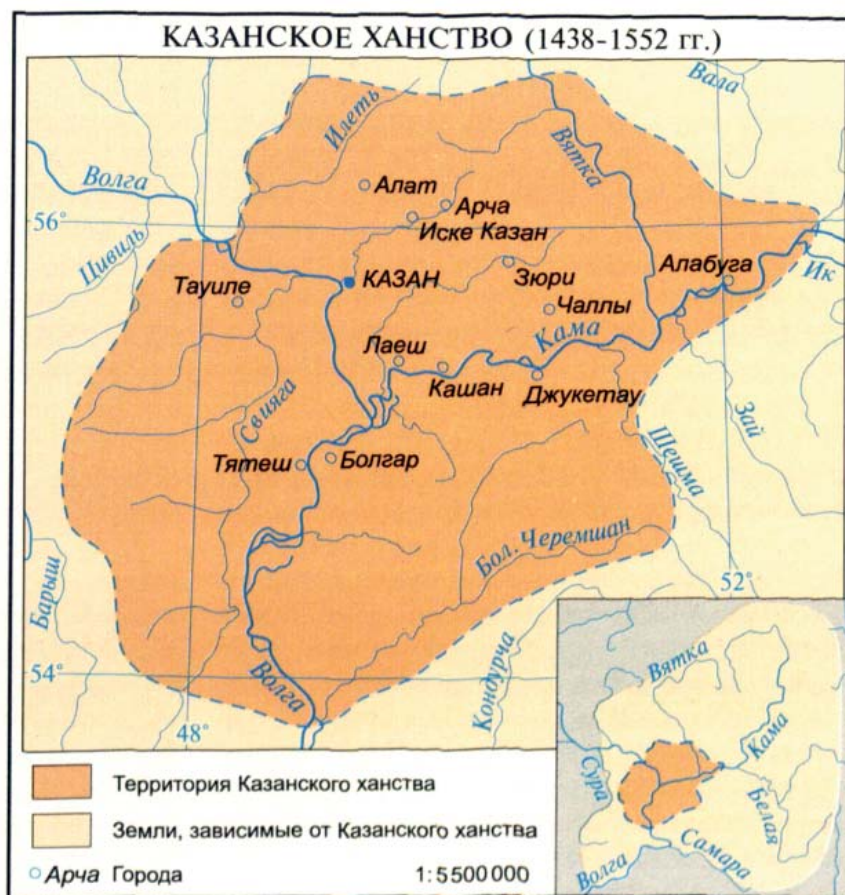 КАЗАНСКОЕ ХАНСТВО (1438-1552 гг.)
Вала
Илеть
Вятка
Волга
Алат
Арча
56°
Иске Казан
Цивиль
Зюри
Алабуга
Ик
Тауиле
КАЗАН
Чаллы
Лаеш
Кама
Кашан
Джукетау
Свияга
Зай
Шешма
Тятеш
Болгар
Бол. Черемшан
52°
Барыш
Кондурча
54°
Волга
48°
Вятка
Кама
Сура
Белая
Самара
Волга
Территория Казанского ханства
Земли, зависимые от Казанского ханства
Арча Города
1:5500000